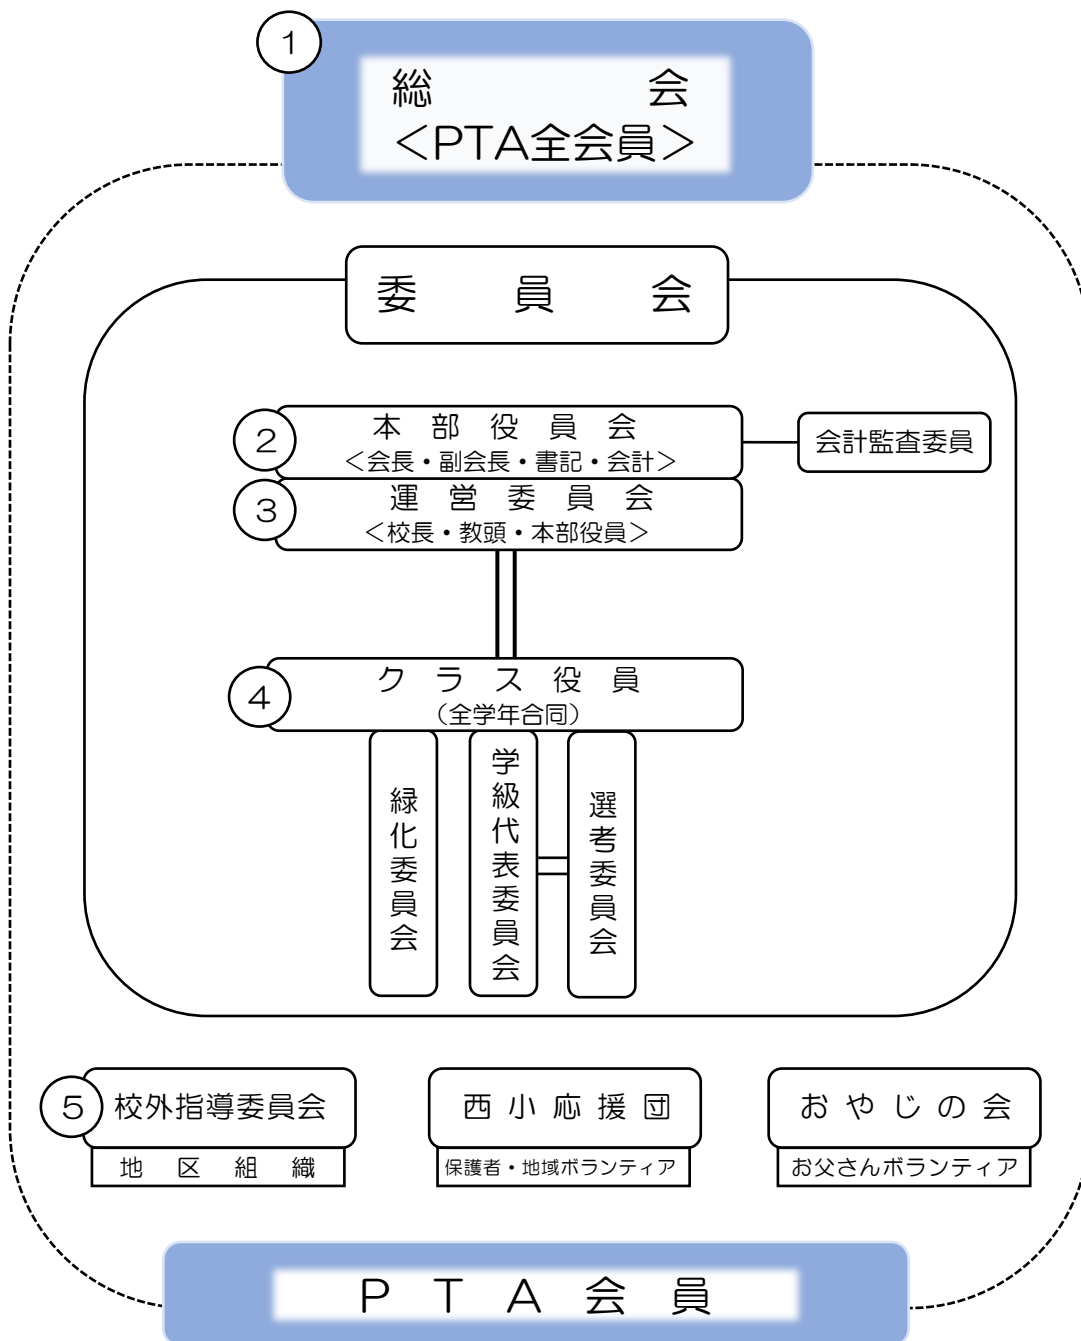 ①
総会
＜PTA全会員＞
委員会
②
本部役員会
＜会長・副会長・書記・会計＞
会計監査委員
③
運営委員会
＜校長・教頭・本部役員＞
④
クラス役員
（全学年合同）
緑化委員会
学級代表委員会
選考委員会
⑤
校外指導委員会
地区組織
西小応援団
保護者・地域ボランティア
おやじの会
お父さんボランティア
PTA会員